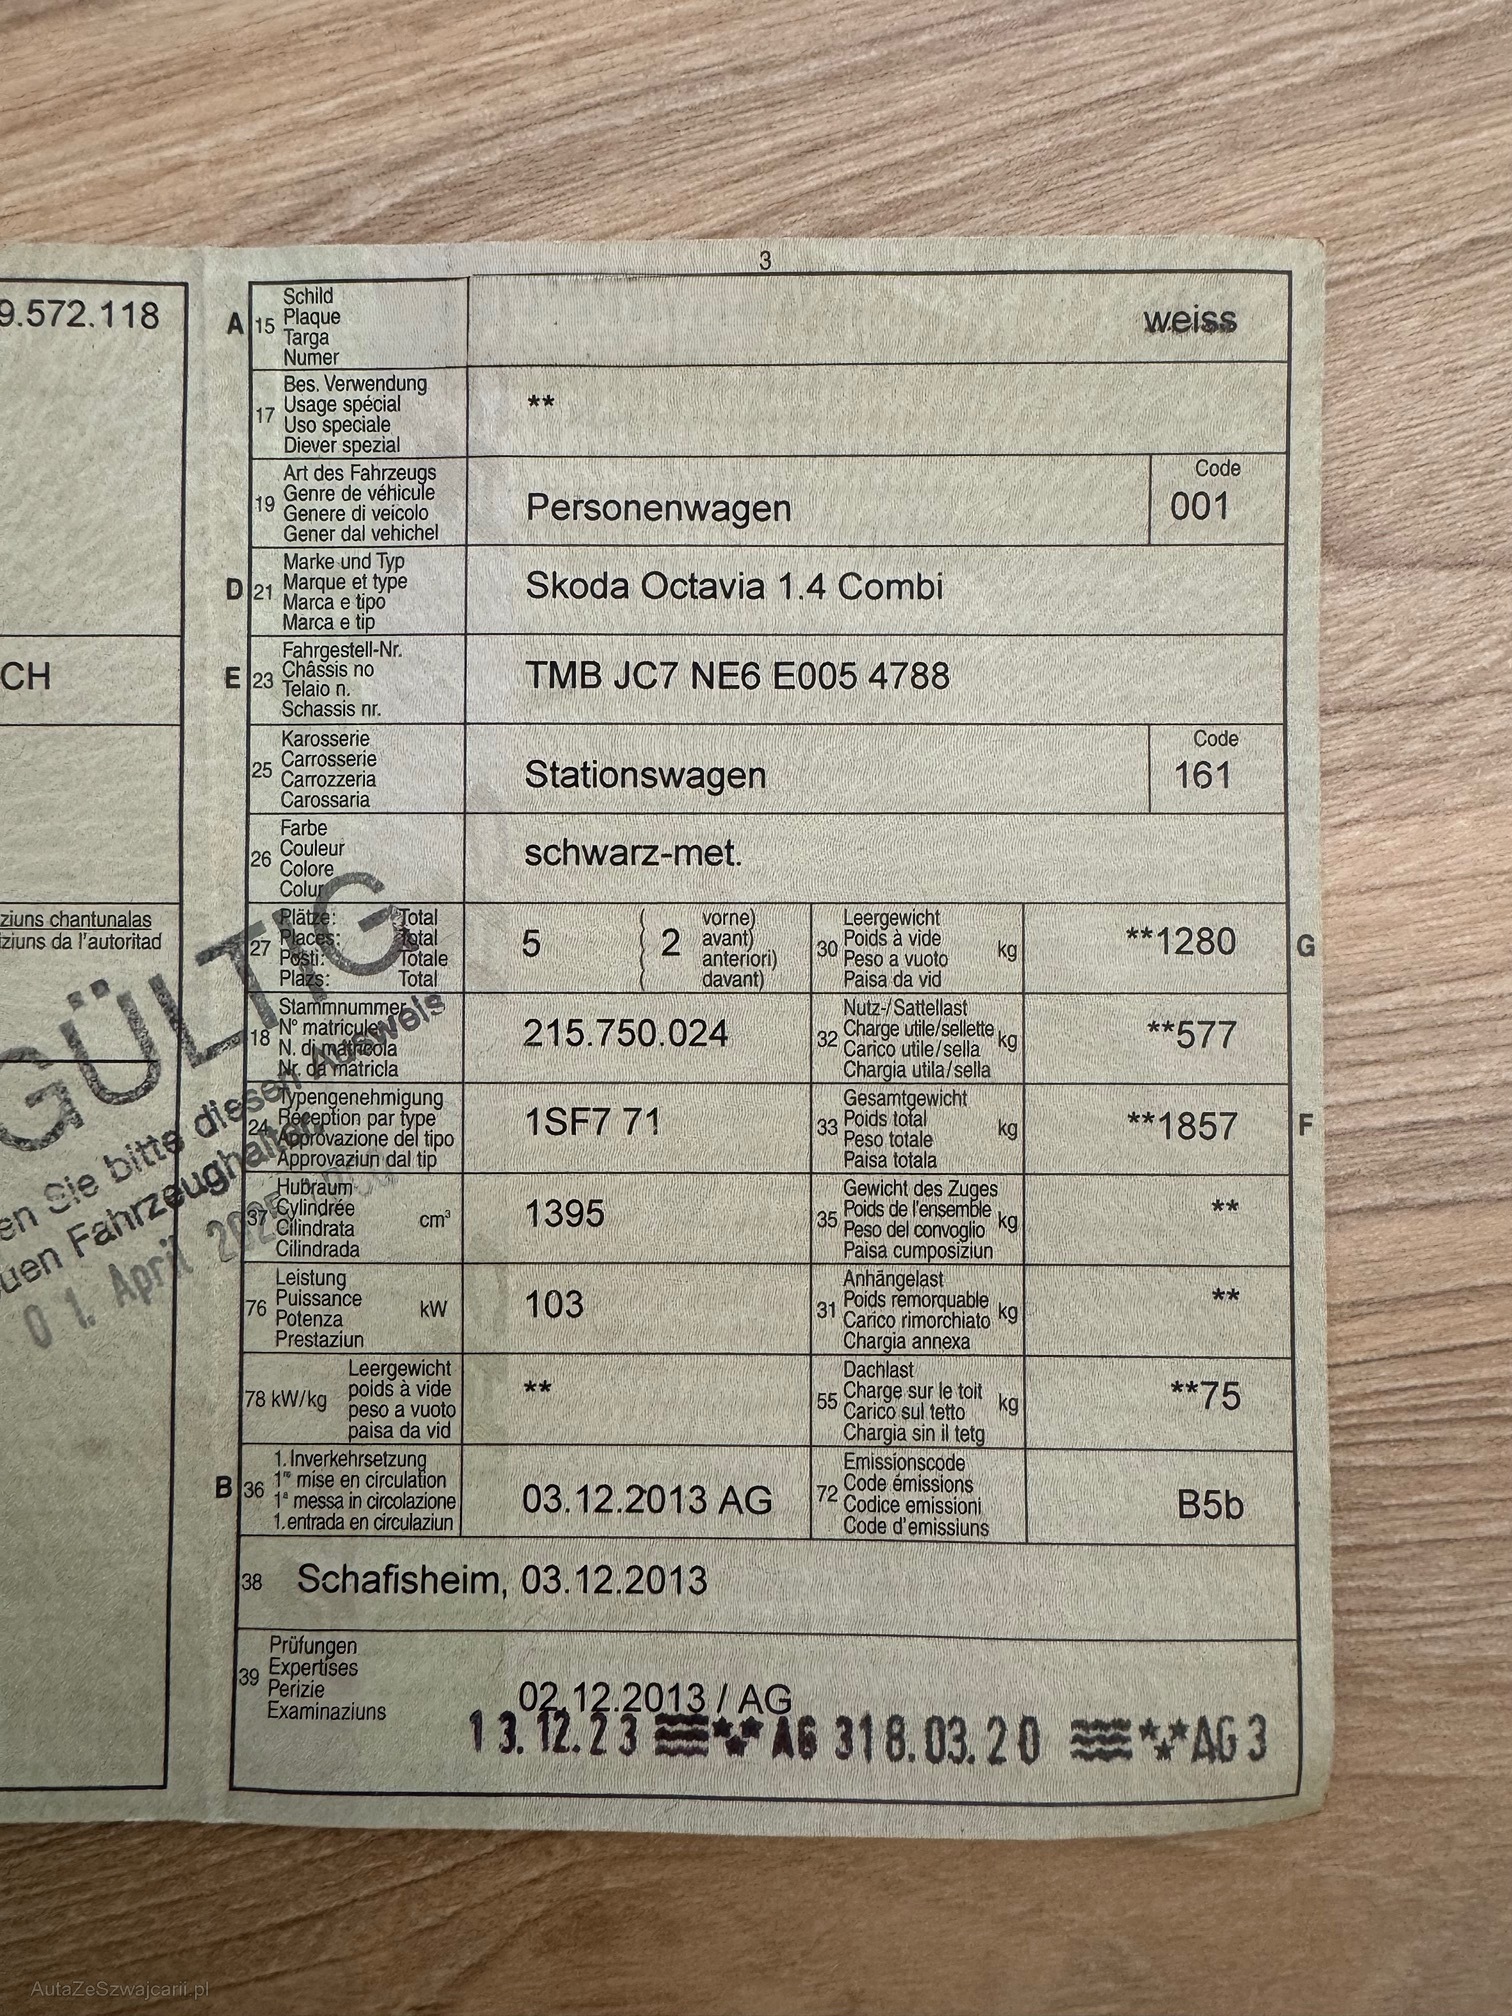 3
9.572.118
CH
ziuns chantunalas
iziuns da l'autoritad
A 15 Schild
Plaque
Targa
Numer
weiss
17 Bes. Verwendung
Usage spécial
Uso speciale
Diever spezial
**
19 Art des Fahrzeugs
Genre de véhicule
Genere di veicolo
Gener dal vehichel
Personenwagen
Code
001
D 21 Marke und Typ
Marque et type
Marca e tipo
Marca e tip
Skoda Octavia 1.4 Combi
E 23 Fahrgestell-Nr.
Châssis no
Telaio n.
Schassis nr.
TMB JC7 NE6 E005 4788
25 Karosserie
Carrosserie
Carrozzeria
Carossaria
Stationswagen
Code
161
26 Farbe
Couleur
Colore
Colur
schwarz-met.
27 Plätze: Total
Places: Total
Posti: Totale
Plazs: Total
5
2
vorne)
avant)
anteriori)
davant)
30 Leergewicht
Poids à vide
Peso a vuoto
Paisa da vid
kg
**1280
G
18 Stammnummer
N° matricule
N. di matricola
Nr. da matricla
215.750.024
32 Nutz-/Sattellast
Charge utile/sellette
Carico utile/sella
Chargia utila/sella
kg
**577
24 Typengenehmigung
Réception par type
Approvazione del tipo
Approvaziun dal tip
1SF7 71
33 Gesamtgewicht
Poids total
Peso totale
Paisa totala
kg
**1857
F
37 Hubraum
Cylindrée
Cilindrata
Cilindrada
cm³
1395
35 Gewicht des Zuges
Poids de l'ensemble
Peso del convoglio
Paisa cumposiziun
kg
**
76 Leistung
Puissance
Potenza
Prestaziun
kW
103
31 Anhängelast
Poids remorquable
Carico rimorchiato
Chargia annexa
kg
**
78 kW/kg
Leergewicht
poids à vide
peso a vuoto
paisa da vid
**
55 Dachlast
Charge sur le toit
Carico sul tetto
Chargia sin il tetg
kg
**75
B 36 1. Inverkehrsetzung
1re mise en circulation
1a messa in circolazione
1. entrada en circulaziun
03.12.2013 AG
72 Emissionscode
Code émissions
Codice emissioni
Code d'emissiuns
B5b
38 Schafisheim, 03.12.2013
39 Prüfungen
Expertises
Perizie
Examinaziuns
02.12.2013 / AG
13.12.23 AG 3 18.03.20 AG 3
GÜLTIG
en Sie bitte diesen Ausweis
uen Fahrzeughalter.
01. April 2025
AutaZeSzwajcarii.pl